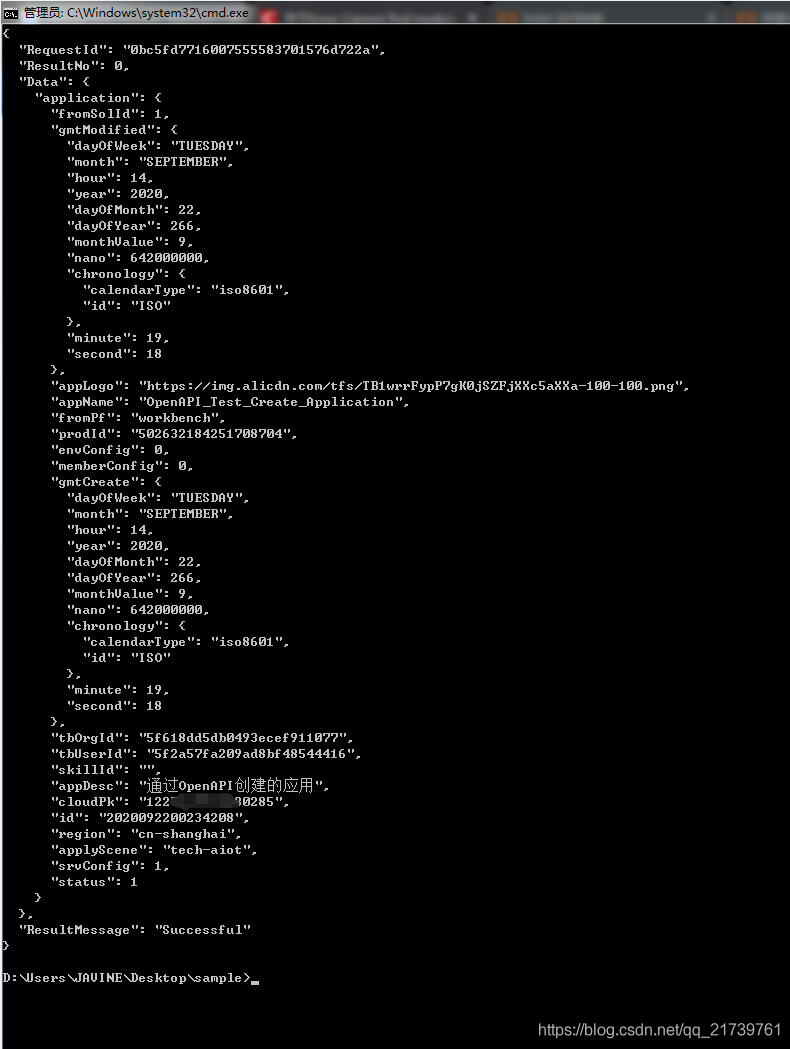 管理员: C:\Windows\system32\cmd.exe
{
  "RequestId": "0bc5fd7716007555583701576d722a",
  "ResultNo": 0,
  "Data": {
    "application": {
      "fromSolId": 1,
      "gmtModified": {
        "dayOfWeek": "TUESDAY",
        "month": "SEPTEMBER",
        "hour": 14,
        "year": 2020,
        "dayOfMonth": 22,
        "dayOfYear": 266,
        "monthValue": 9,
        "nano": 642000000,
        "chronology": {
          "calendarType": "iso8601",
          "id": "ISO"
        },
        "minute": 19,
        "second": 18
      },
      "appLogo": "https://img.alicdn.com/tfs/TB1wrrFypP7gK0jSZFjXXc5aXXa-100-100.png",
      "appName": "OpenAPI_Test_Create_Application",
      "fromPf": "workbench",
      "prodId": "502632184251708704",
      "envConfig": 0,
      "memberConfig": 0,
      "gmtCreate": {
        "dayOfWeek": "TUESDAY",
        "month": "SEPTEMBER",
        "hour": 14,
        "year": 2020,
        "dayOfMonth": 22,
        "dayOfYear": 266,
        "monthValue": 9,
        "nano": 642000000,
        "chronology": {
          "calendarType": "iso8601",
          "id": "ISO"
        },
        "minute": 19,
        "second": 18
      },
      "tbOrgId": "5f618dd5db0493ecef911077",
      "tbUserId": "5f2a57fa209ad8bf48544416",
      "skillId": "",
      "appDesc": "通过OpenAPI创建的应用",
      "cloudPk": 
      "id": "2020092200234208",
      "region": "cn-shanghai",
      "applyScene": "tech-aiot",
      "srvConfig": 1,
      "status": 1
    }
  },
  "ResultMessage": "Successful"
}
D:\Users\JAVINE\Desktop\sample>
https://blog.csdn.net/qq_21739761